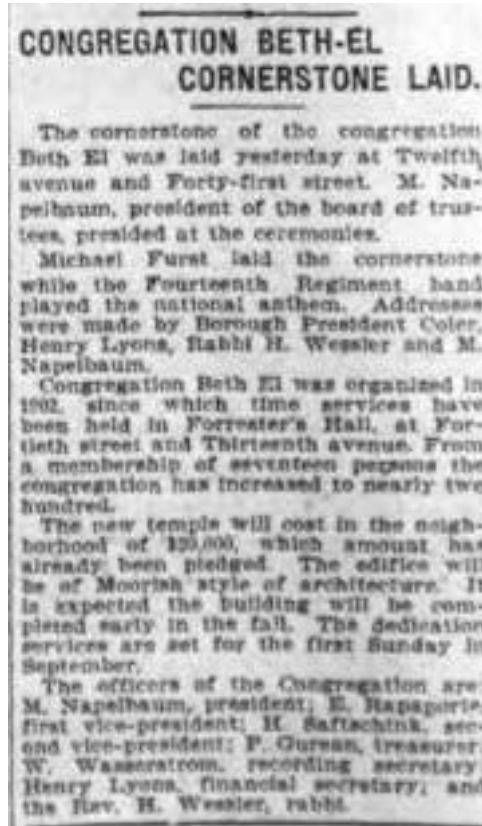 CONGREGATION BETH-EL
CORNERSTONE LAID.
The cornerstone of the congregation
Beth El was laid yesterday at Twelfth
avenue and Forty-first street. M. Na-
pelbaum, president of the board of trus-
tees, presided at the ceremonies.
Michael Furst laid the cornerstone
while the Fourteenth Regiment band
played the national anthem. Addresses
were made by Borough President Coler,
Henry Lyons, Rabbi H. Wessler and M.
Napelbaum.
Congregation Beth El was organized in
1902, since which time services have
been held in Forrester's Hall, at For-
tieth street and Thirteenth avenue. From
a membership of seventeen persons the
congregation has increased to nearly two
hundred.
The new temple will cost in the neigh-
borhood of which amount has
already been pledged. The edifice will
be of Moorish style of architecture. It
is expected the building will be com-
pleted early in the fall. The dedication
services are set for the first Sunday in
September.
The officers of the Congregation are:
M. Napelbaum, president; E. Rapaporte,
first vice-president; H. Saftschink, sec-
ond vice-president; P. Gursan, treasurer;
W. Wasserstrom, recording secretary;
Henry Lyons, financial secretary; and
the Rev. H. Wessler, rabbi.